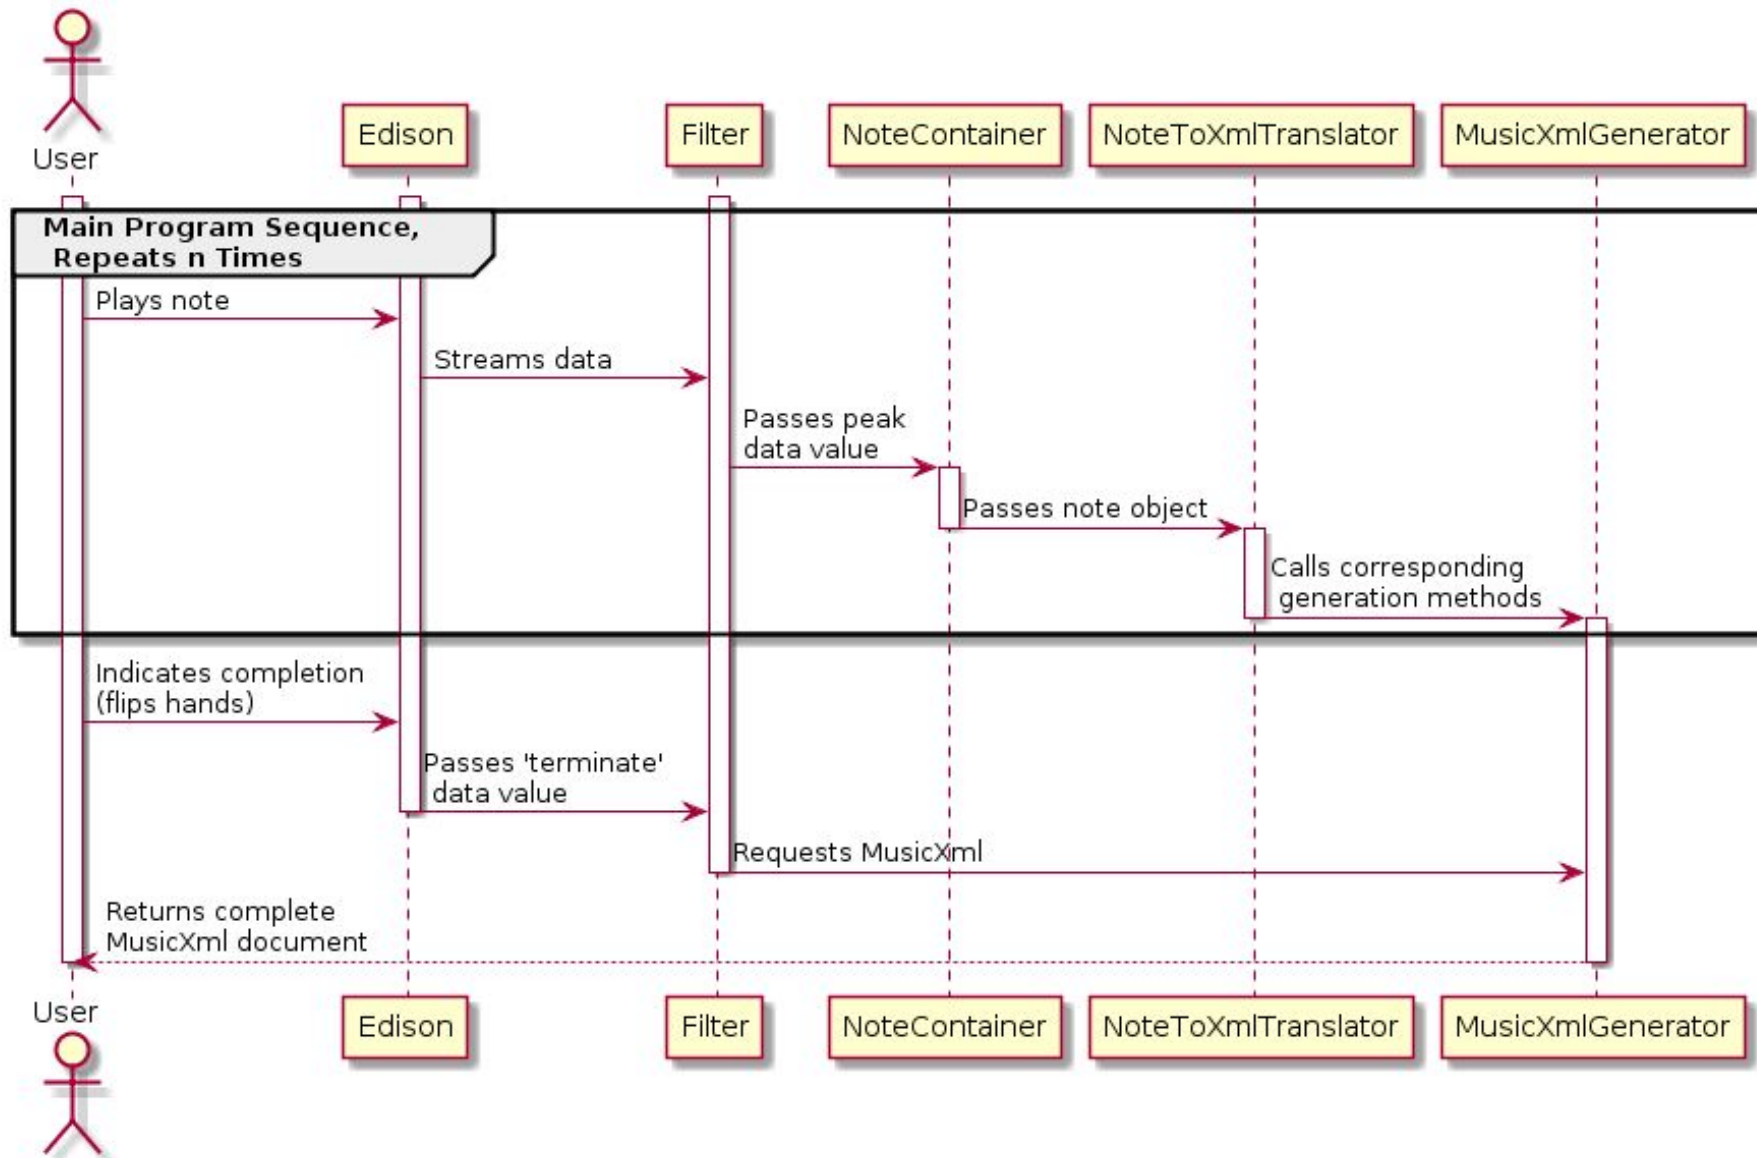 User
Edison
Filter
NoteContainer
NoteToXmlTranslator
MusicXmlGenerator
Main Program Sequence,
Repeats n Times
Plays note
Streams data
Passes peak
data value
Passes note object
Calls corresponding
generation methods
Indicates completion
(flips hands)
Passes 'terminate'
data value
Requests MusicXml
Returns complete
MusicXml document
User
Edison
Filter
NoteContainer
NoteToXmlTranslator
MusicXmlGenerator